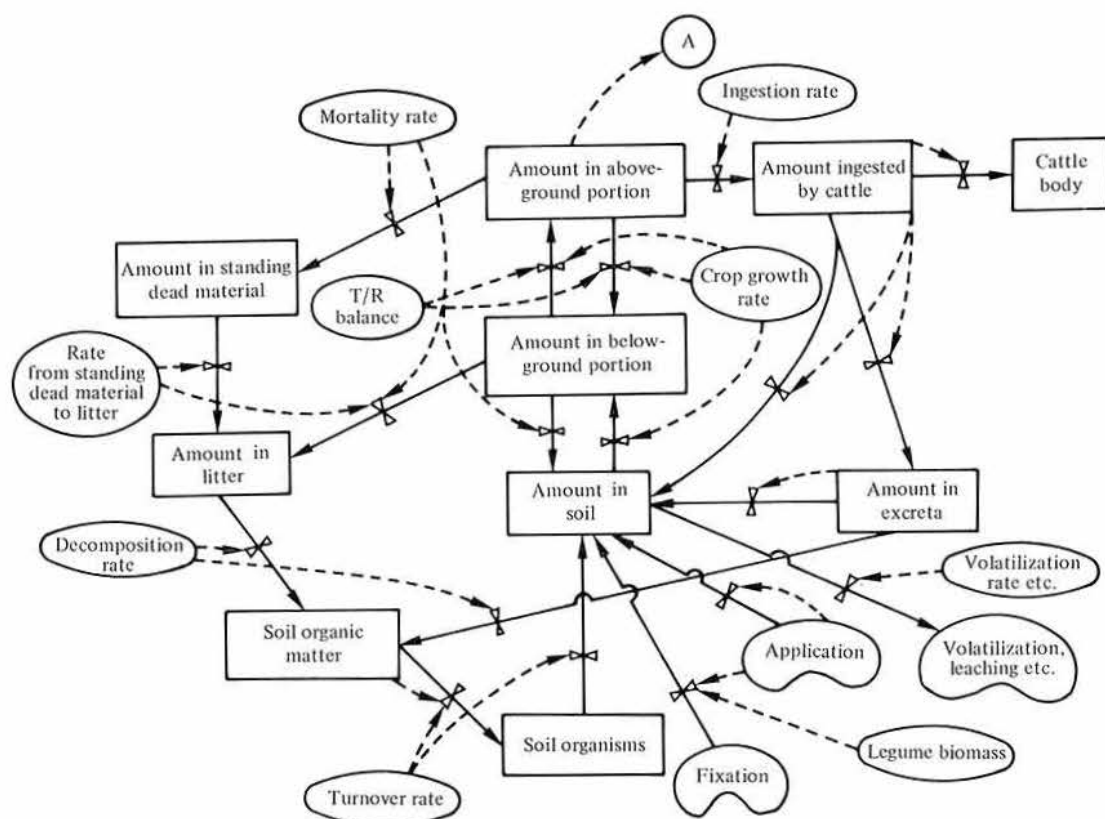 A
Ingestion rate
Mortality rate
Amount in above-
ground portion
Amount ingested
by cattle
Cattle
body
Amount in standing
dead material
T/R
balance
Crop growth
rate
Rate
from standing
dead material
to litter
Amount in below-
ground portion
Amount in
litter
Amount in
soil
Amount in
excreta
Decomposition
rate
Volatilization
rate etc.
Soil organic
matter
Application
Volatilization,
leaching etc.
Soil organisms
Legume biomass
Fixation
Turnover rate